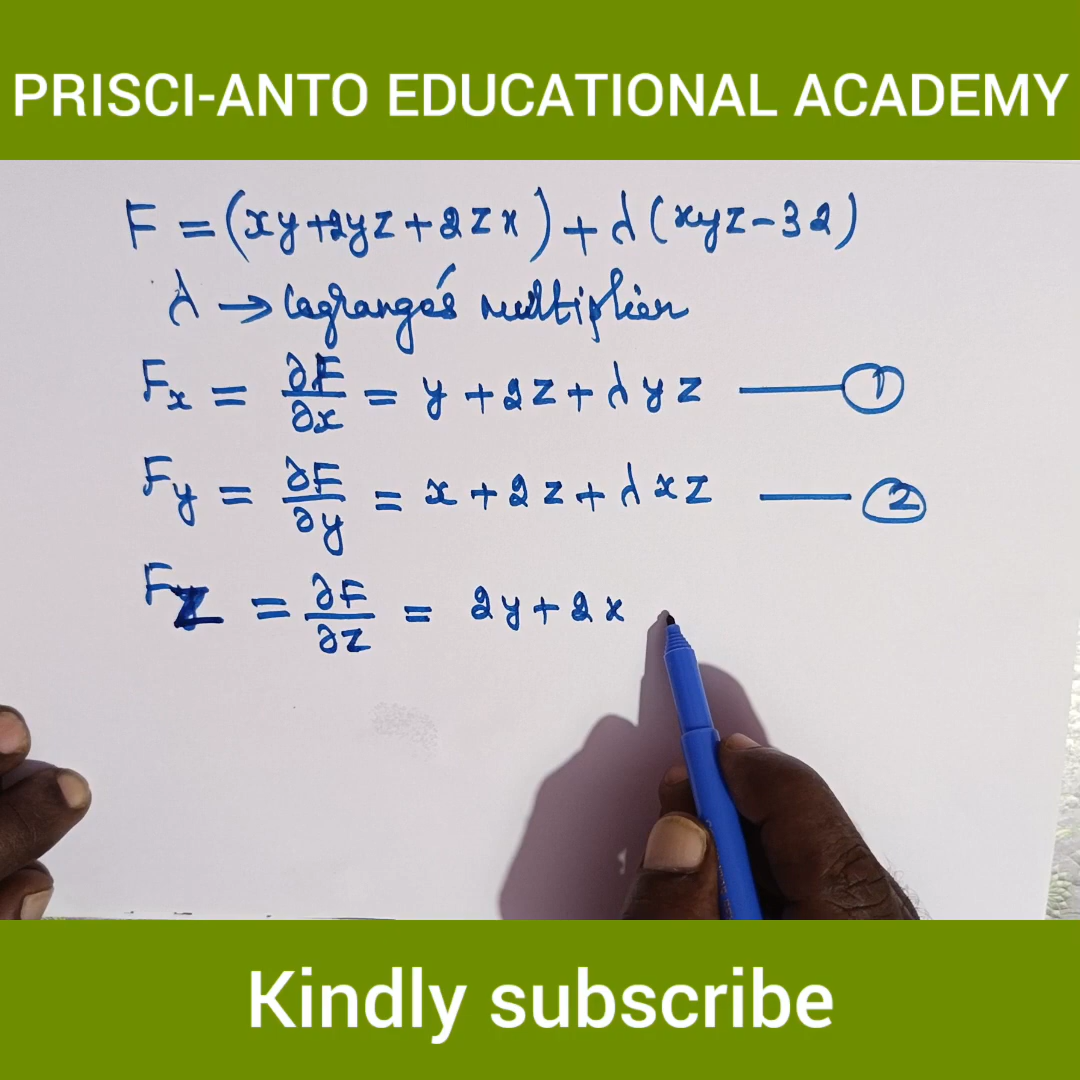 PRISCI-ANTO EDUCATIONAL ACADEMY
F = (xy+2yz+2zx)+λ(xyz-32)
λ → lagrange's multiplier
Fx = ∂F/∂x = y+2z+λyz — 1
Fy = ∂F/∂y = x+2z+λxz — 2
Fz = ∂F/∂z = 2y+2x
Kindly subscribe